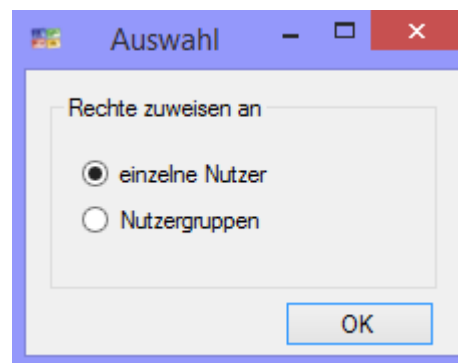 Auswahl
Rechte zuweisen an
einzelne Nutzer
Nutzergruppen
OK